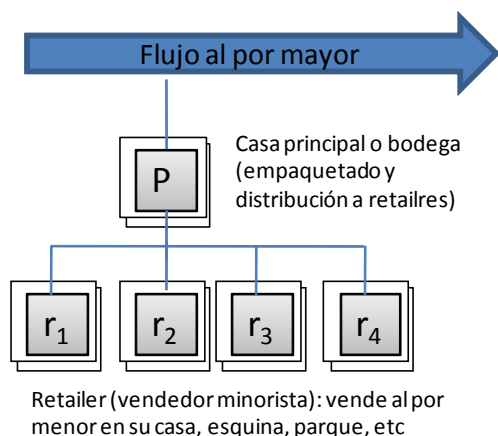 Flujo al por mayor
Casa principal o bodega
(empaquetado y
distribución a retailres)
P
r1
r2
r3
r4
Retailer (vendedor minorista): vende al por
menor en su casa, esquina, parque, etc